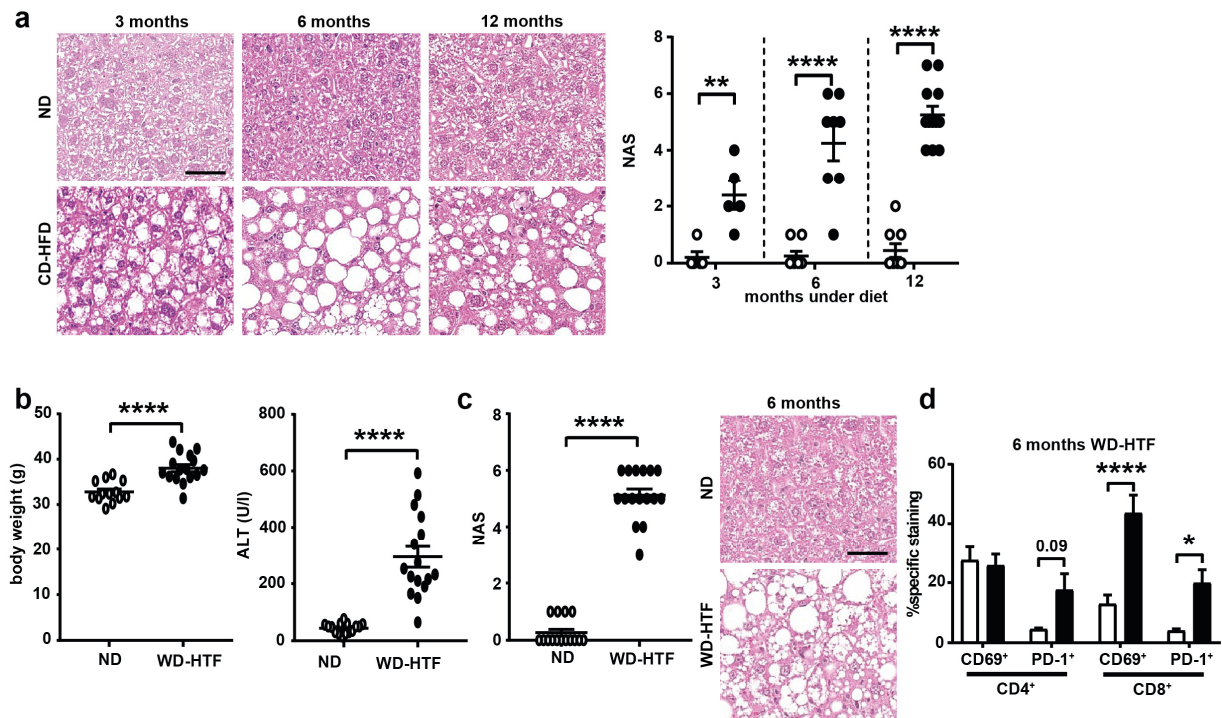 a
3 months 6 months 12 months
ND
CD-HFD
8
6
4
2
0
NAS
** **** ****
3 6 12
months under diet
b
50
40
30
20
10
0
body weight (g)
****
ND WD-HTF
800
600
400
200
0
ALT (U/l)
****
ND WD-HTF
c
6
4
2
0
NAS
****
ND WD-HTF
6 months
ND
WD-HTF
d
6 months WD-HTF
60
40
20
0
%specific staining
0.09 **** *
CD69⁺ PD-1⁺ CD69⁺ PD-1⁺
CD4⁺ CD8⁺